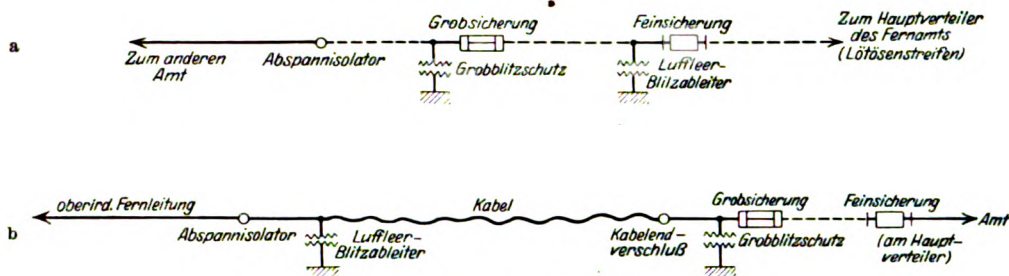 a
Grobsicherung
Feinsicherung
Zum Hauptverteiler
des Fernamts
(Lötösenstreifen)
Zum anderen
Amt
Abspannisolator
Grobblitzschutz
Luftleer-
Blitzableiter
b
oberird. Fernleitung
Kabel
Grobsicherung
Feinsicherung
Amt
Abspannisolator
Luftleer-
Blitzableiter
Kabelend-
verschluß
Grobblitzschutz
(am Haupt-
verteiler)